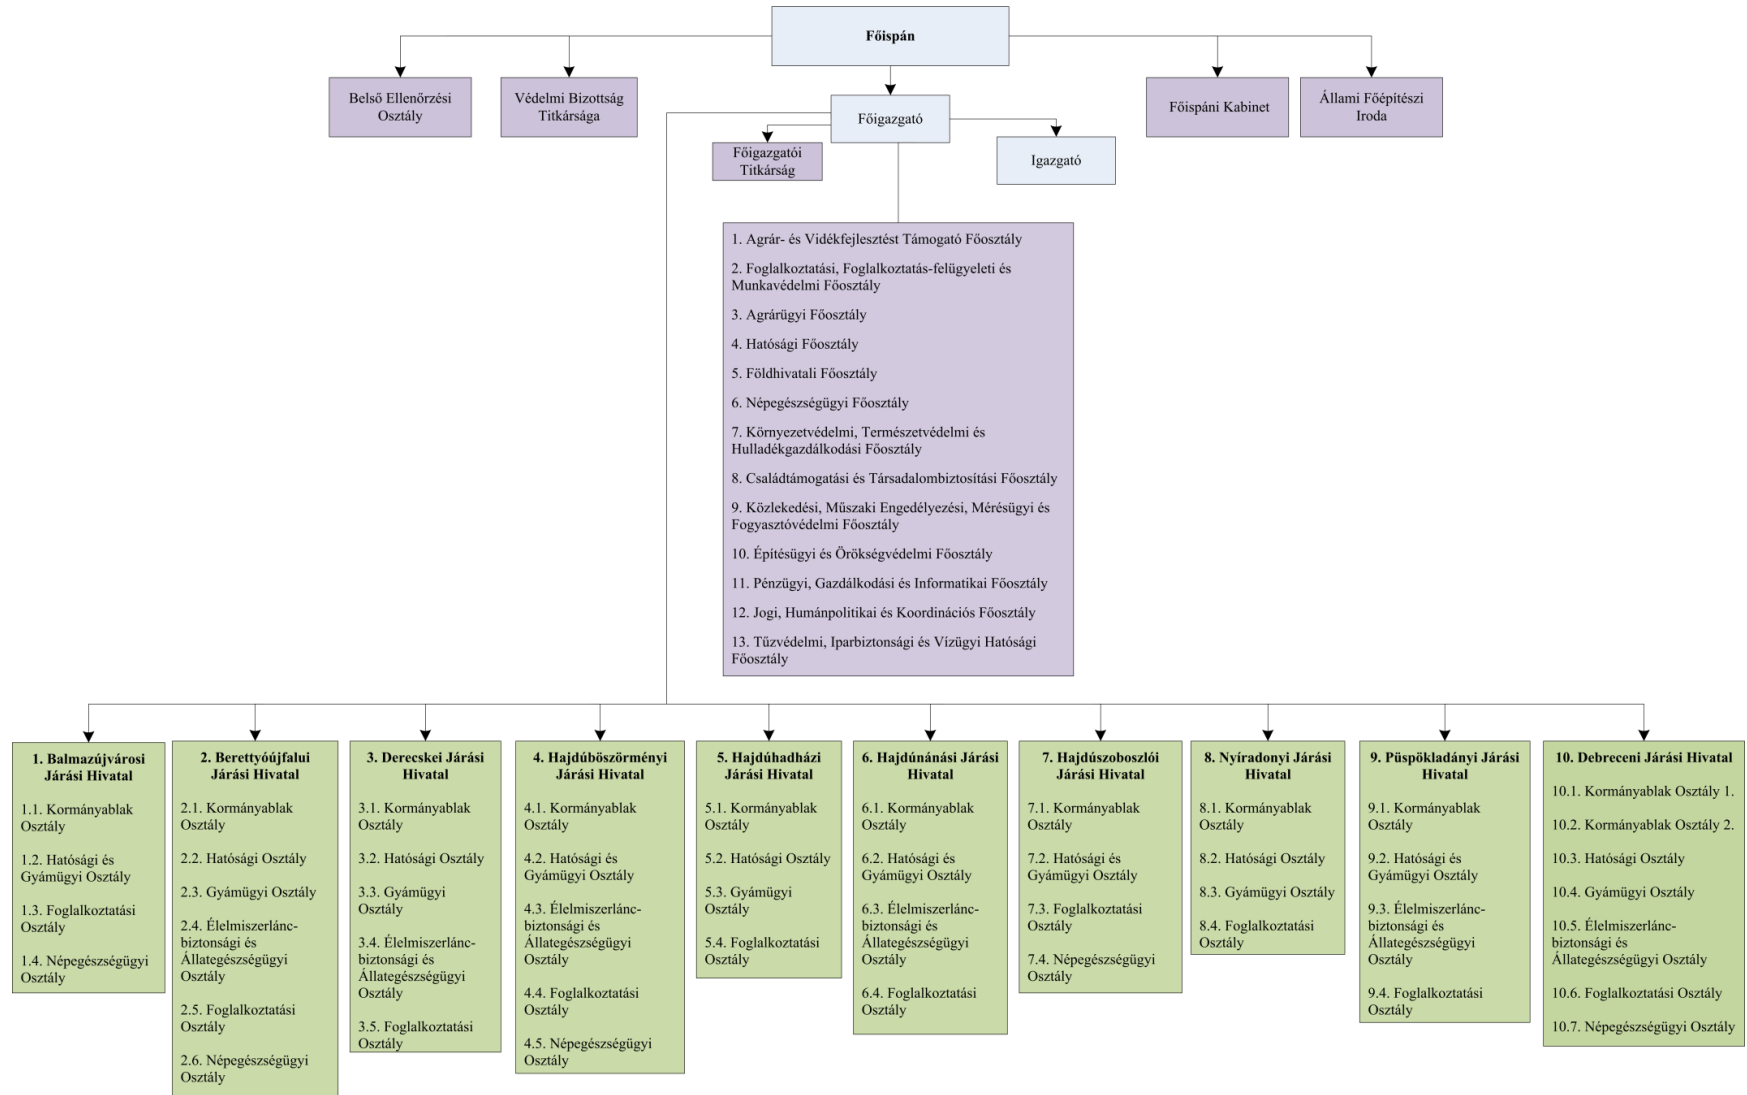 Főispán
Belső Ellenőrzési
Osztály
Védelmi Bizottság
Titkársága
Főispáni Kabinet
Állami Főépítészi
Iroda
Főigazgató
Főigazgatói
Titkárság
Igazgató
1. Agrár- és Vidékfejlesztést Támogató Főosztály
2. Foglalkoztatási, Foglalkoztatás-felügyeleti és
Munkavédelmi Főosztály
3. Agrárügyi Főosztály
4. Hatósági Főosztály
5. Földhivatali Főosztály
6. Népegészségügyi Főosztály
7. Környezetvédelmi, Természetvédelmi és
Hulladékgazdálkodási Főosztály
8. Családtámogatási és Társadalombiztosítási Főosztály
9. Közlekedési, Műszaki Engedélyezési, Mérésügyi és
Fogyasztóvédelmi Főosztály
10. Építésügyi és Örökségvédelmi Főosztály
11. Pénzügyi, Gazdálkodási és Informatikai Főosztály
12. Jogi, Humánpolitikai és Koordinációs Főosztály
13. Tűzvédelmi, Iparbiztonsági és Vízügyi Hatósági
Főosztály
1. Balmazújvárosi
Járási Hivatal
1.1. Kormányablak
Osztály
1.2. Hatósági és
Gyámügyi Osztály
1.3. Foglalkoztatási
Osztály
1.4. Népegészségügyi
Osztály
2. Berettyóújfalui
Járási Hivatal
2.1. Kormányablak
Osztály
2.2. Hatósági Osztály
2.3. Gyámügyi Osztály
2.4. Élelmiszerlánc-
biztonsági és
Állategészségügyi
Osztály
2.5. Foglalkoztatási
Osztály
2.6. Népegészségügyi
Osztály
3. Derecskei Járási
Hivatal
3.1. Kormányablak
Osztály
3.2. Hatósági Osztály
3.3. Gyámügyi
Osztály
3.4. Élelmiszerlánc-
biztonsági és
Állategészségügyi
Osztály
3.5. Foglalkoztatási
Osztály
4. Hajdúböszörményi
Járási Hivatal
4.1. Kormányablak
Osztály
4.2. Hatósági és
Gyámügyi Osztály
4.3. Élelmiszerlánc-
biztonsági és
Állategészségügyi
Osztály
4.4. Foglalkoztatási
Osztály
4.5. Népegészségügyi
Osztály
5. Hajdúhadházi
Járási Hivatal
5.1. Kormányablak
Osztály
5.2. Hatósági Osztály
5.3. Gyámügyi
Osztály
5.4. Foglalkoztatási
Osztály
6. Hajdúnánási Járási
Hivatal
6.1. Kormányablak
Osztály
6.2. Hatósági és
Gyámügyi Osztály
6.3. Élelmiszerlánc-
biztonsági és
Állategészségügyi
Osztály
6.4. Foglalkoztatási
Osztály
7. Hajdúszoboszlói
Járási Hivatal
7.1. Kormányablak
Osztály
7.2. Hatósági és
Gyámügyi Osztály
7.3. Foglalkoztatási
Osztály
7.4. Népegészségügyi
Osztály
8. Nyíradonyi Járási
Hivatal
8.1. Kormányablak
Osztály
8.2. Hatósági Osztály
8.3. Gyámügyi Osztály
8.4. Foglalkoztatási
Osztály
9. Püspökladányi Járási
Hivatal
9.1. Kormányablak
Osztály
9.2. Hatósági és
Gyámügyi Osztály
9.3. Élelmiszerlánc-
biztonsági és
Állategészségügyi
Osztály
9.4. Foglalkoztatási
Osztály
10. Debreceni Járási Hivatal
10.1. Kormányablak Osztály 1.
10.2. Kormányablak Osztály 2.
10.3. Hatósági Osztály
10.4. Gyámügyi Osztály
10.5. Élelmiszerlánc-
biztonsági és
Állategészségügyi Osztály
10.6. Foglalkoztatási Osztály
10.7. Népegészségügyi Osztály